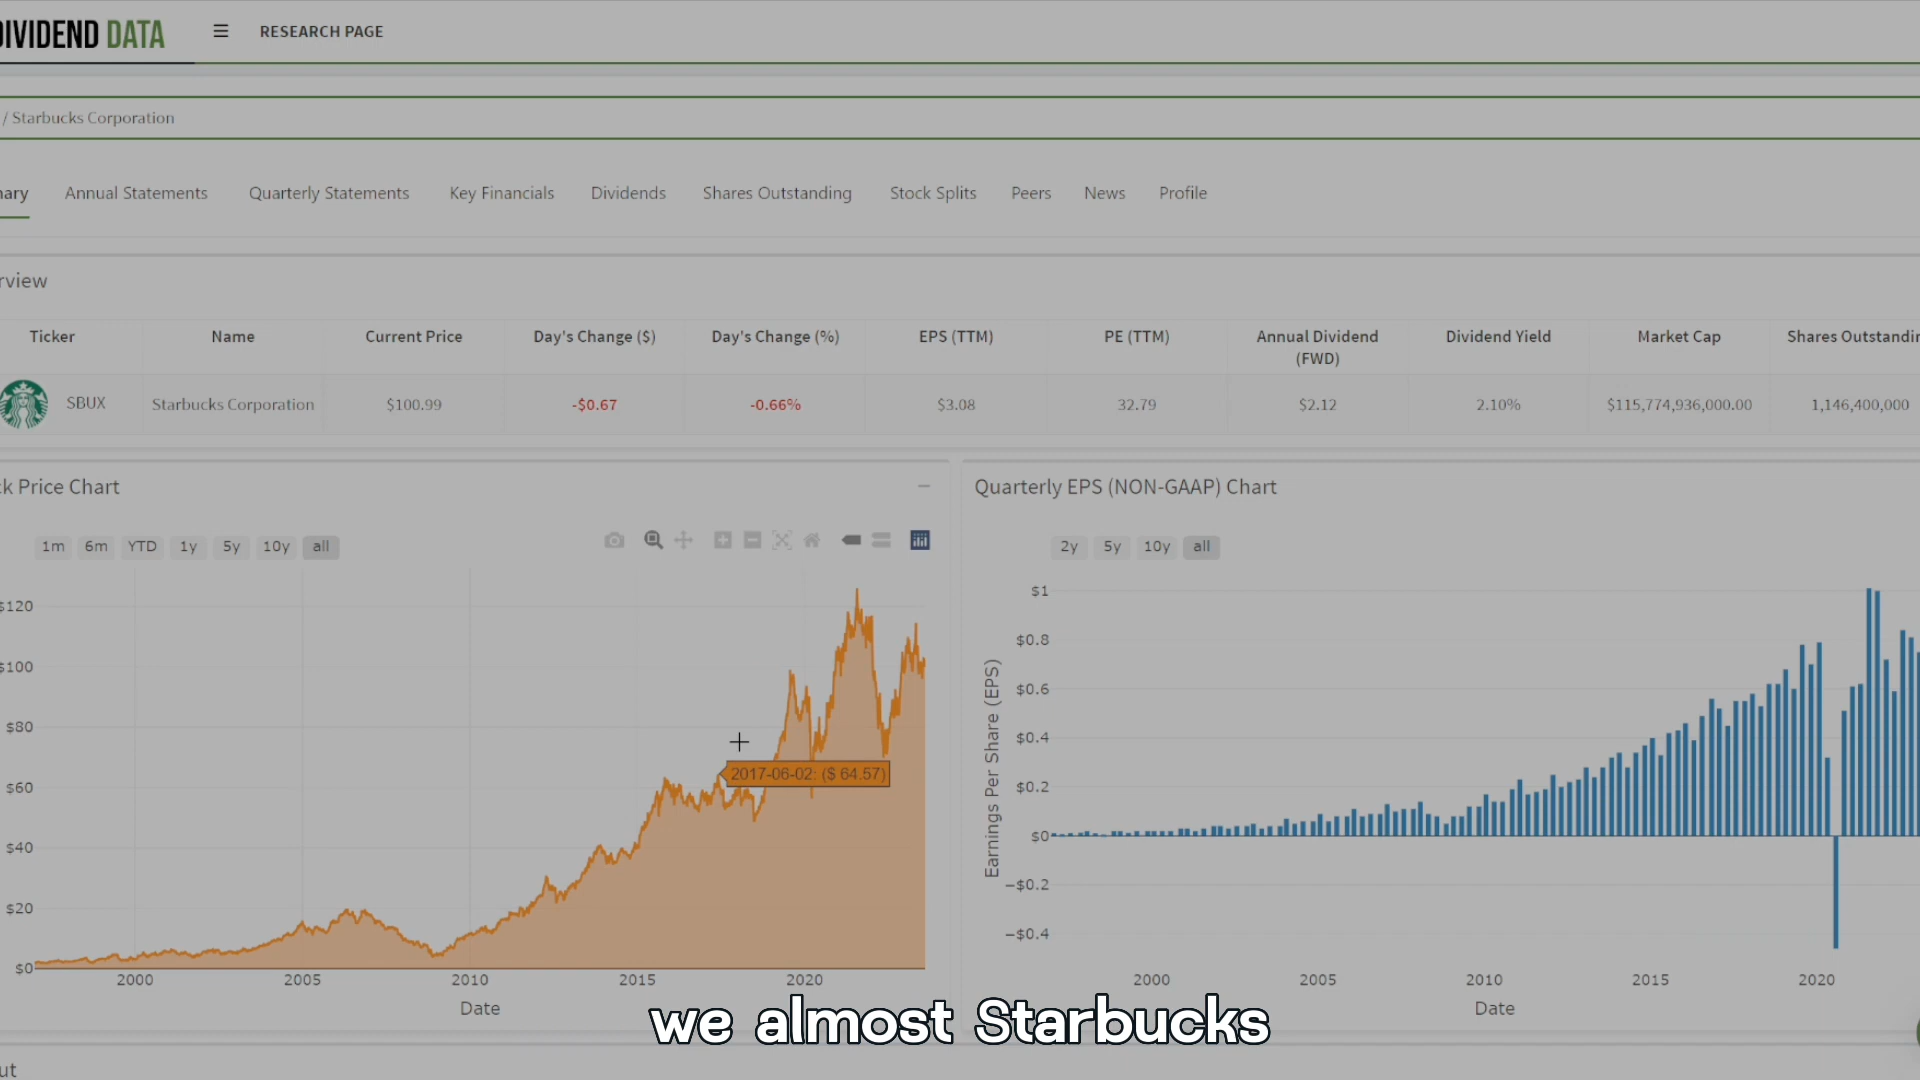 DIVIDEND DATA
☰ RESEARCH PAGE
/ Starbucks Corporation
nary Annual Statements Quarterly Statements Key Financials Dividends Shares Outstanding Stock Splits Peers News Profile
rview
Ticker Name Current Price Day's Change ($) Day's Change (%) EPS (TTM) PE (TTM) Annual Dividend (FWD) Dividend Yield Market Cap Shares Outstandin
SBUX Starbucks Corporation $100.99 -$0.67 -0.66% $3.08 32.79 $2.12 2.10% $115,774,936,000.00 1,146,400,000
k Price Chart
1m 6m YTD 1y 5y 10y all
$120
$100
$80
$60
$40
$20
$0
2017-06-02: ($ 64.57)
2000 2005 2010 2015 2020
Date
Quarterly EPS (NON-GAAP) Chart
2y 5y 10y all
Earnings Per Share (EPS)
$1
$0.8
$0.6
$0.4
$0.2
$0
−$0.2
−$0.4
2000 2005 2010 2015 2020
Date
we almost Starbucks
ut